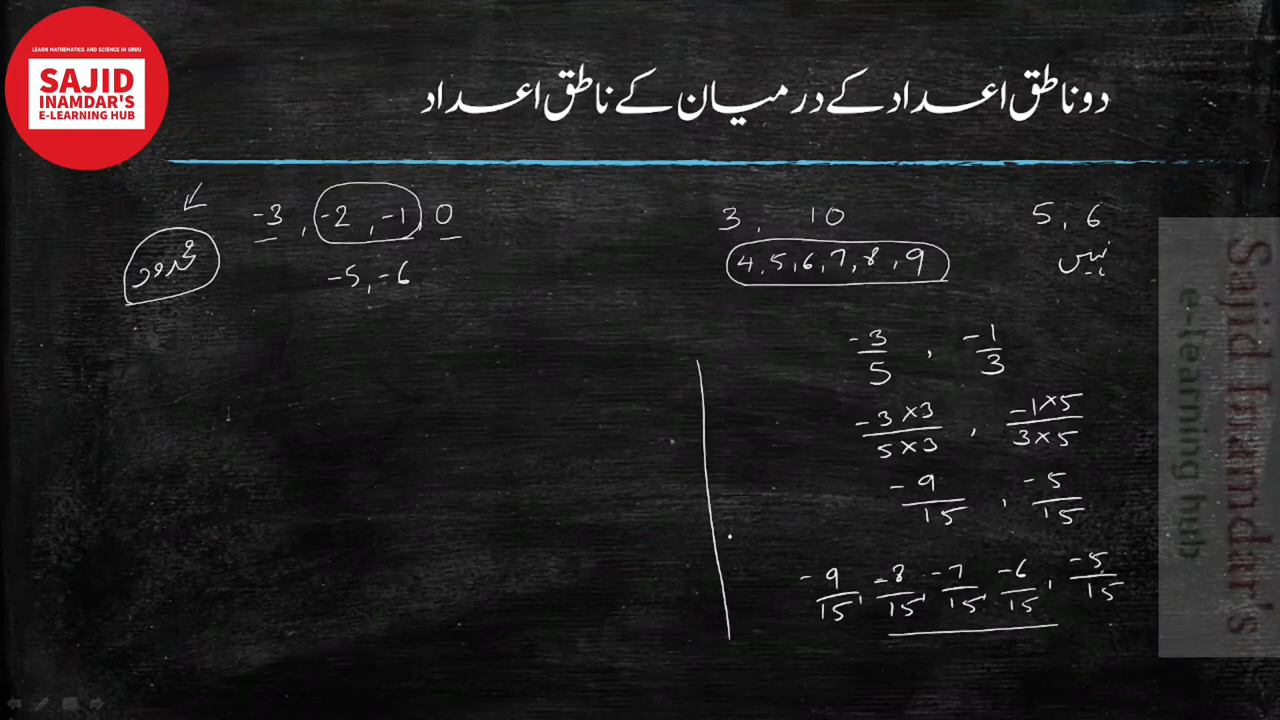 LEARN MATHEMATICS AND SCIENCE IN URDU
SAJID
INAMDAR'S
E-LEARNING HUB
دو ناطق اعداد کے درمیان کے ناطق اعداد
5, 6
نہیں
3, 10
4, 5, 6, 7, 8, 9
-3, -2, -1, 0
-5, -6
محدود
-3/5, -1/3
-3×3/5×3, -1×5/3×5
-9/15, -5/15
-9/15, -8/15, -7/15, -6/15, -5/15
Sajid Inamdar's
e-learning hub